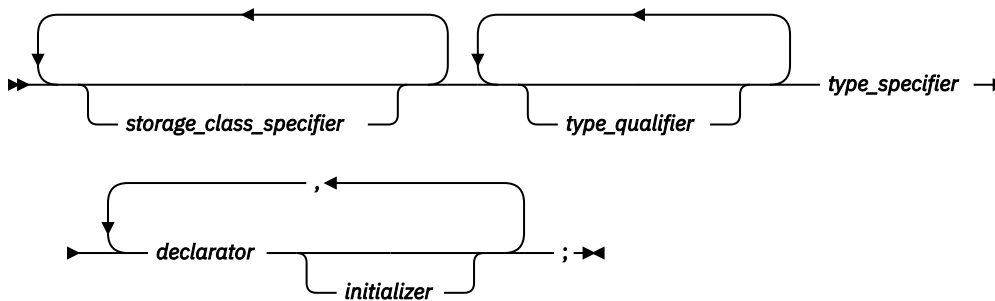 type_specifier
storage_class_specifier type_qualifier
,
declarator ;
initializer